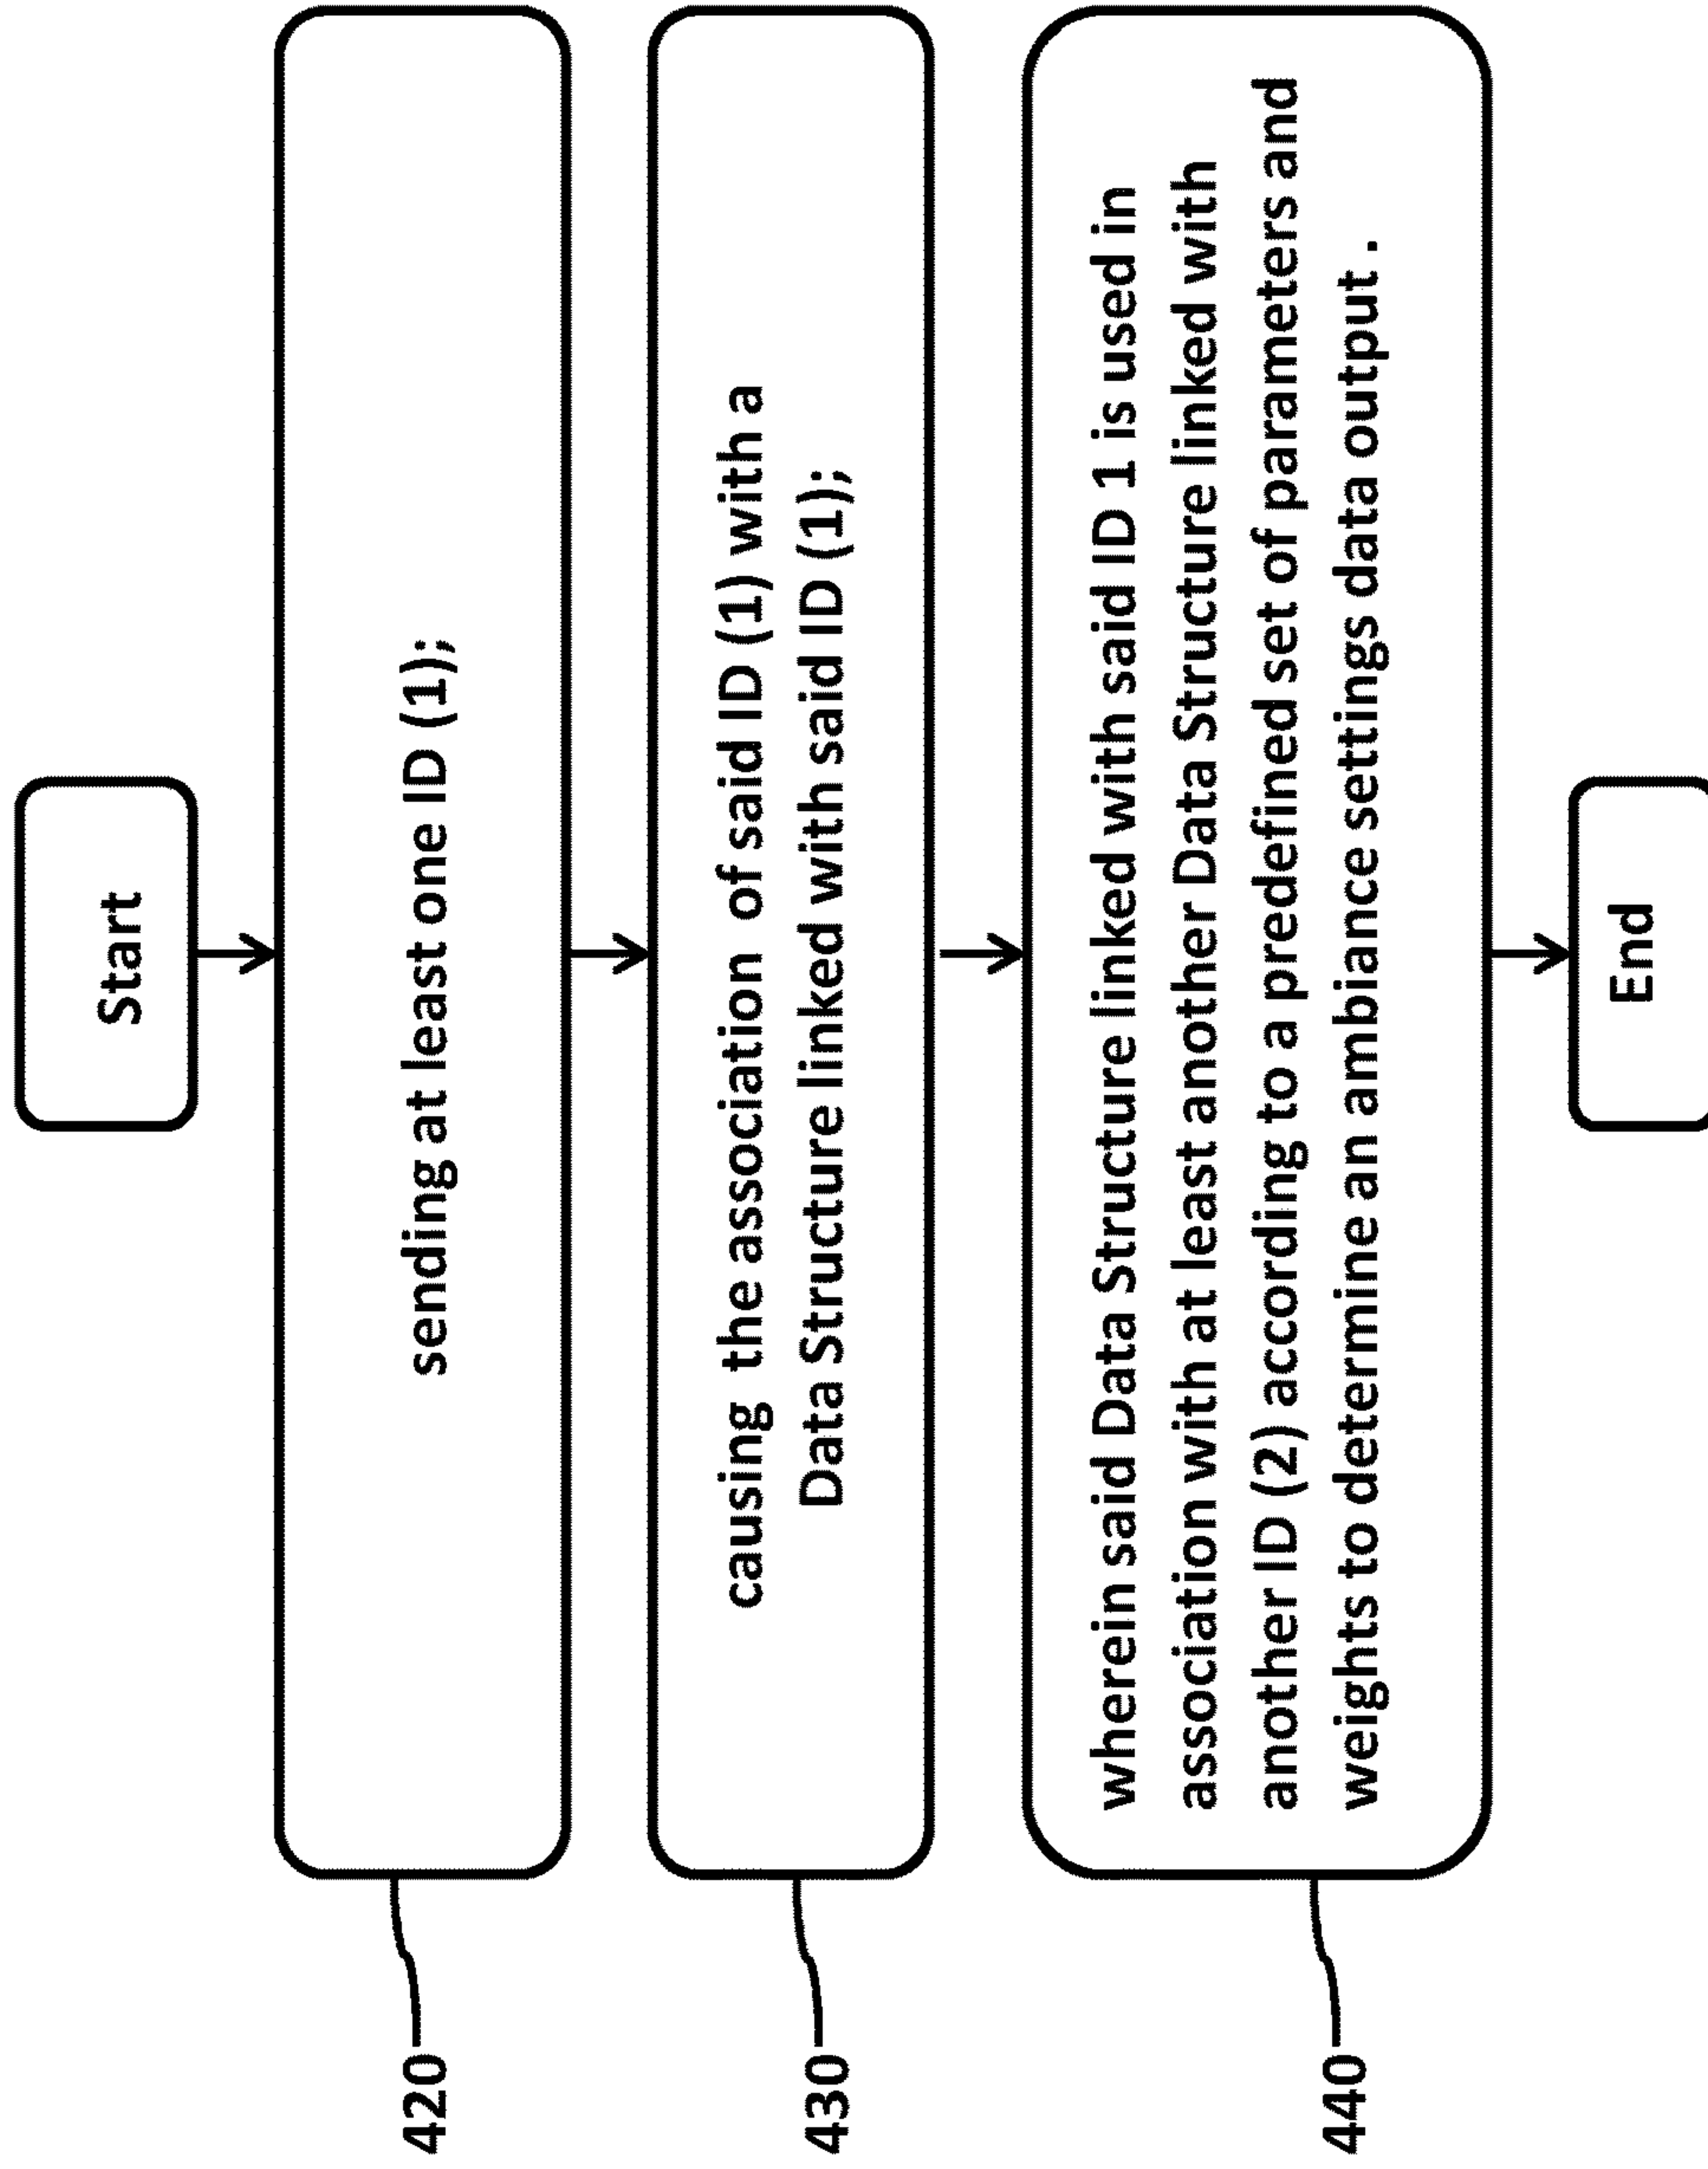 Start
420
sending at least one ID (1);
430
causing the association of said ID (1) with a
Data Structure linked with said ID (1);
440
wherein said Data Structure linked with said ID 1 is used in
association with at least another Data Structure linked with
another ID (2) according to a predefined set of parameters and
weights to determine an ambiance settings data output .
End